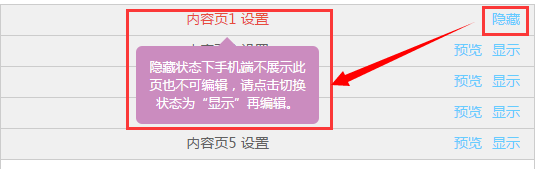 内容页1 设置 隐藏
预览 显示
隐藏状态下手机端不展示此
页也不可编辑，请点击切换
状态为“显示”再编辑。
预览 显示
预览 显示
内容页5 设置 预览 显示